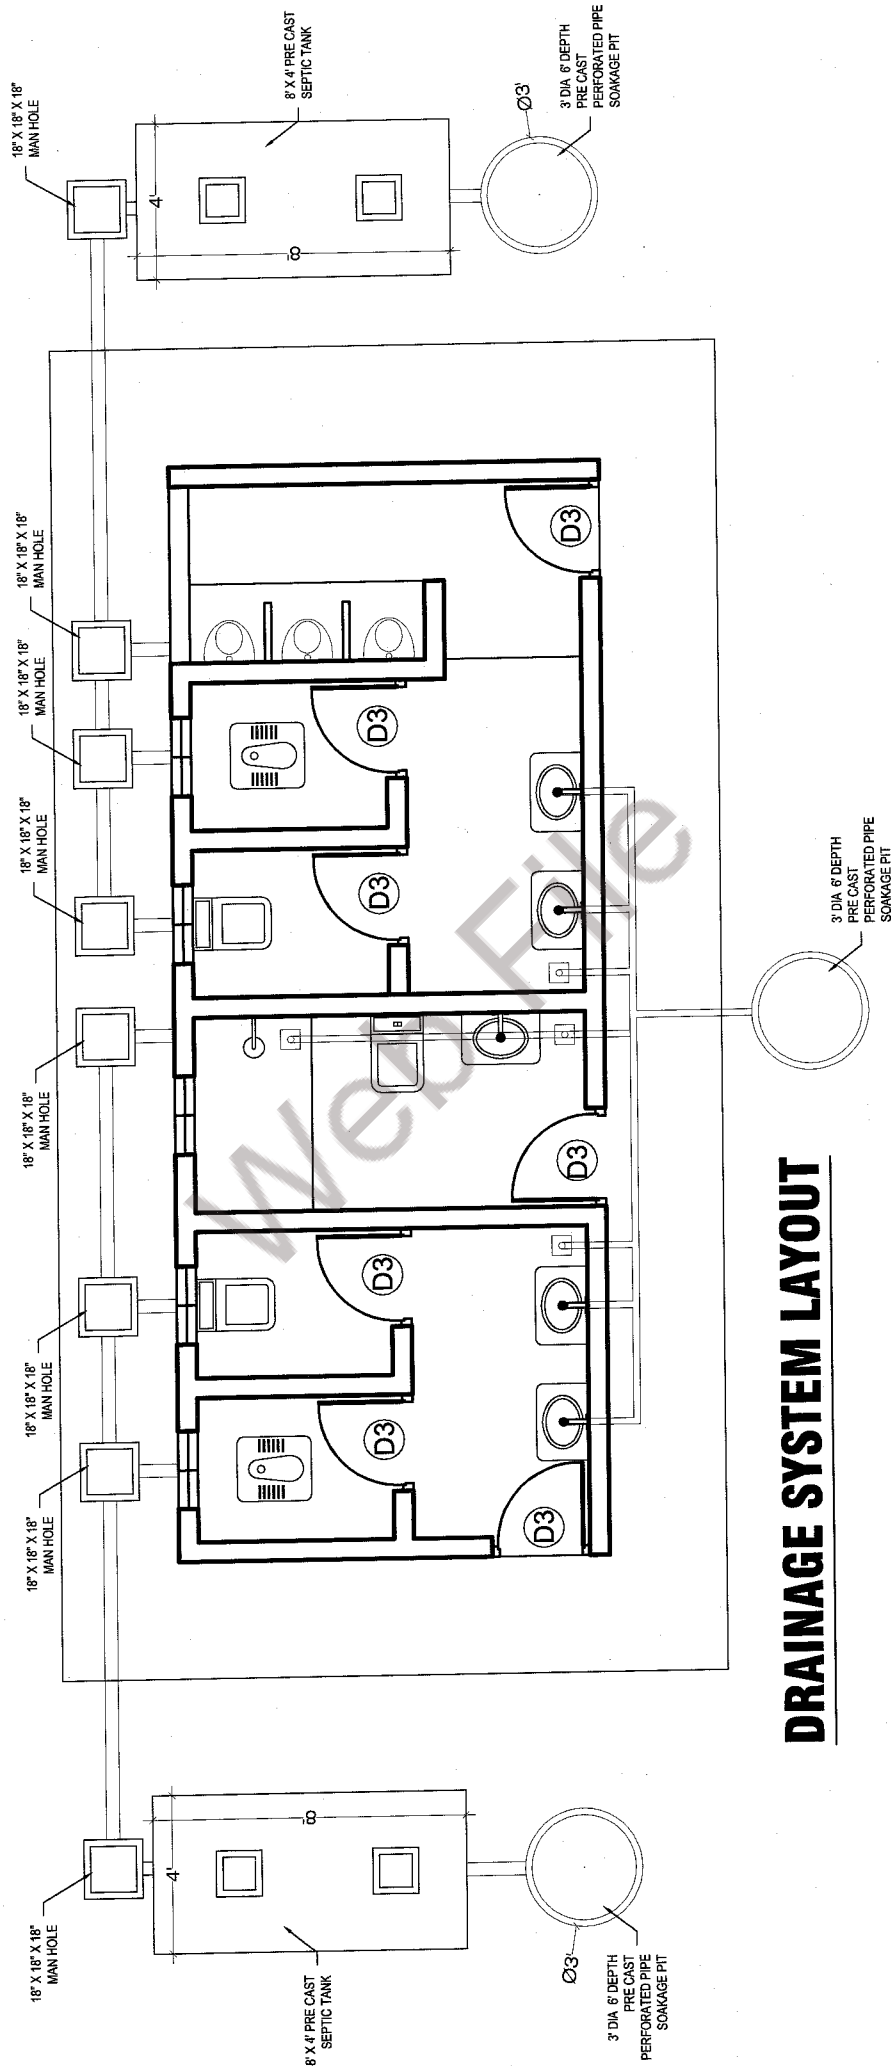 18" X 18" X 18"
MAN HOLE
18" X 18" X 18"
MAN HOLE
18" X 18" X 18"
MAN HOLE
18" X 18" X 18"
MAN HOLE
18" X 18" X 18"
MAN HOLE
18" X 18" X 18"
MAN HOLE
18" X 18" X 18"
MAN HOLE
18" X 18" X 18"
MAN HOLE
4'
8'
8' X 4' PRE CAST
SEPTIC TANK
Ø3'
3' DIA 6' DEPTH
PRE CAST
PERFORATED PIPE
SOAKAGE PIT
D3
D3
D3
D3
D3
D3
D3
3' DIA 6' DEPTH
PRE CAST
PERFORATED PIPE
SOAKAGE PIT
4'
8'
8' X 4' PRE CAST
SEPTIC TANK
Ø3'
3' DIA 6' DEPTH
PRE CAST
PERFORATED PIPE
SOAKAGE PIT
Web File
DRAINAGE SYSTEM LAYOUT